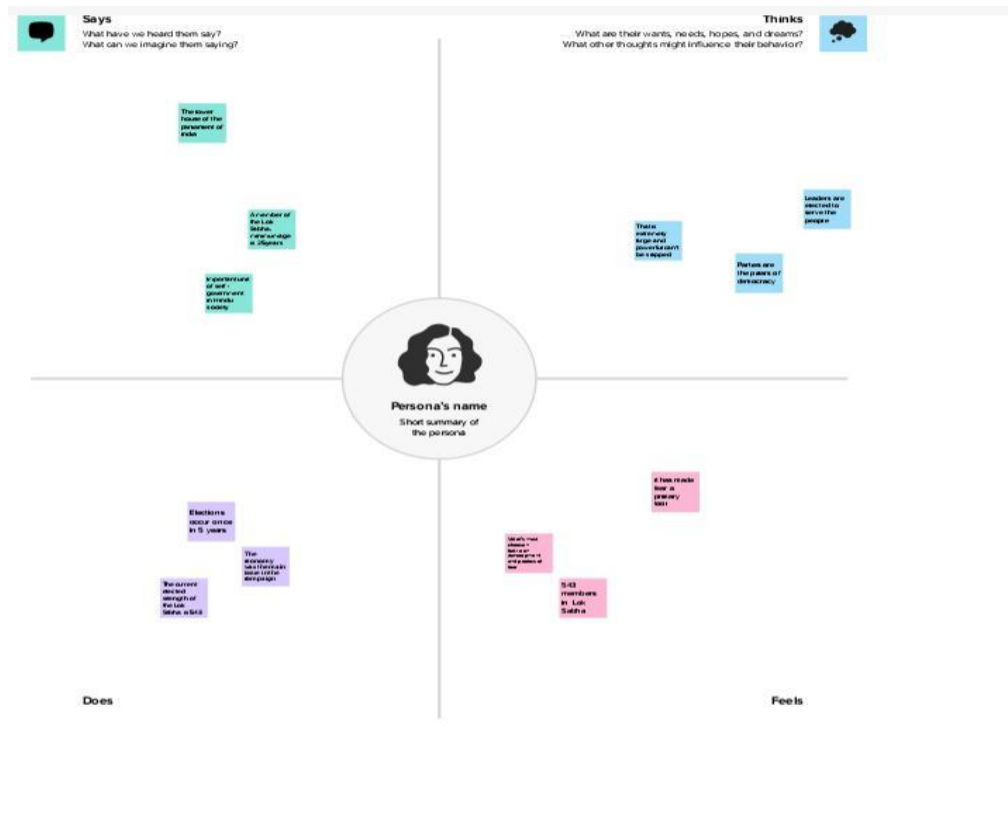 Says
What have we heard them say?
What can we imagine them saying?
Thinks
What are their wants, needs, hopes, and dreams?
What other thoughts might influence their behavior?
The lower
house of the
parliament of
India
A member of
the Lok
Sabha,
age
is 25years
of self -
government
in Hindu
society
That is
extremely
large and
powerful can't
be
Leaders are
elected to
serve the
people
Parties are
the of
democracy
Persona's name
Short summary of
the persona
Elections
occur once
in 5 years
The
economy
was the main
issue in the
campaign
The current
elected
strength of
the Lok
Sabha is 543
it has made
a
primary
tool
543
members
in Lok
Sabha
Does
Feels